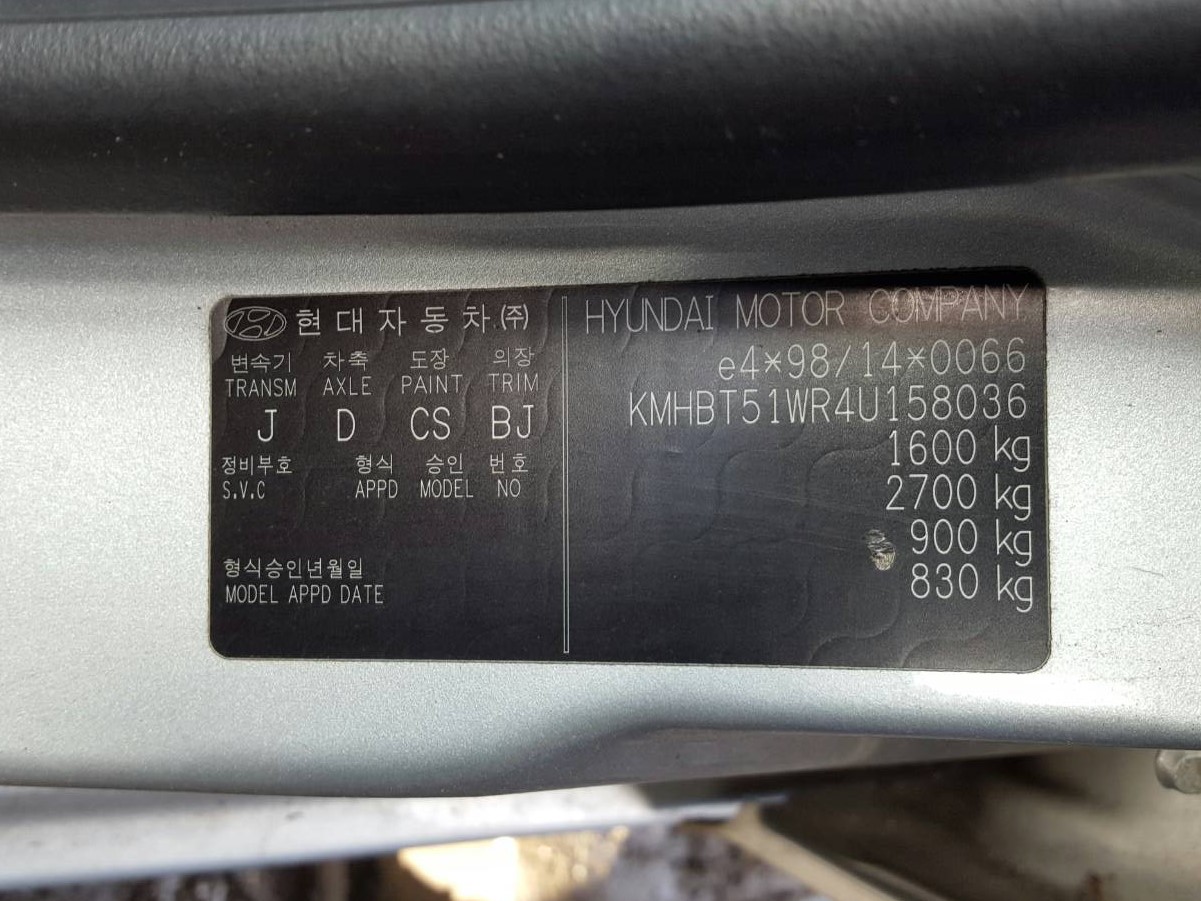 현대자동차(주)
변속기 차축 도장 의장
TRANSM AXLE PAINT TRIM
J D CS BJ
정비부호 형식 승인 번호
S.V.C APPD MODEL NO
형식승인년월일
MODEL APPD DATE
HYUNDAI MOTOR COMPANY
e4*98/14*0066
KMHBT51WR4U158036
1600 kg
2700 kg
900 kg
830 kg